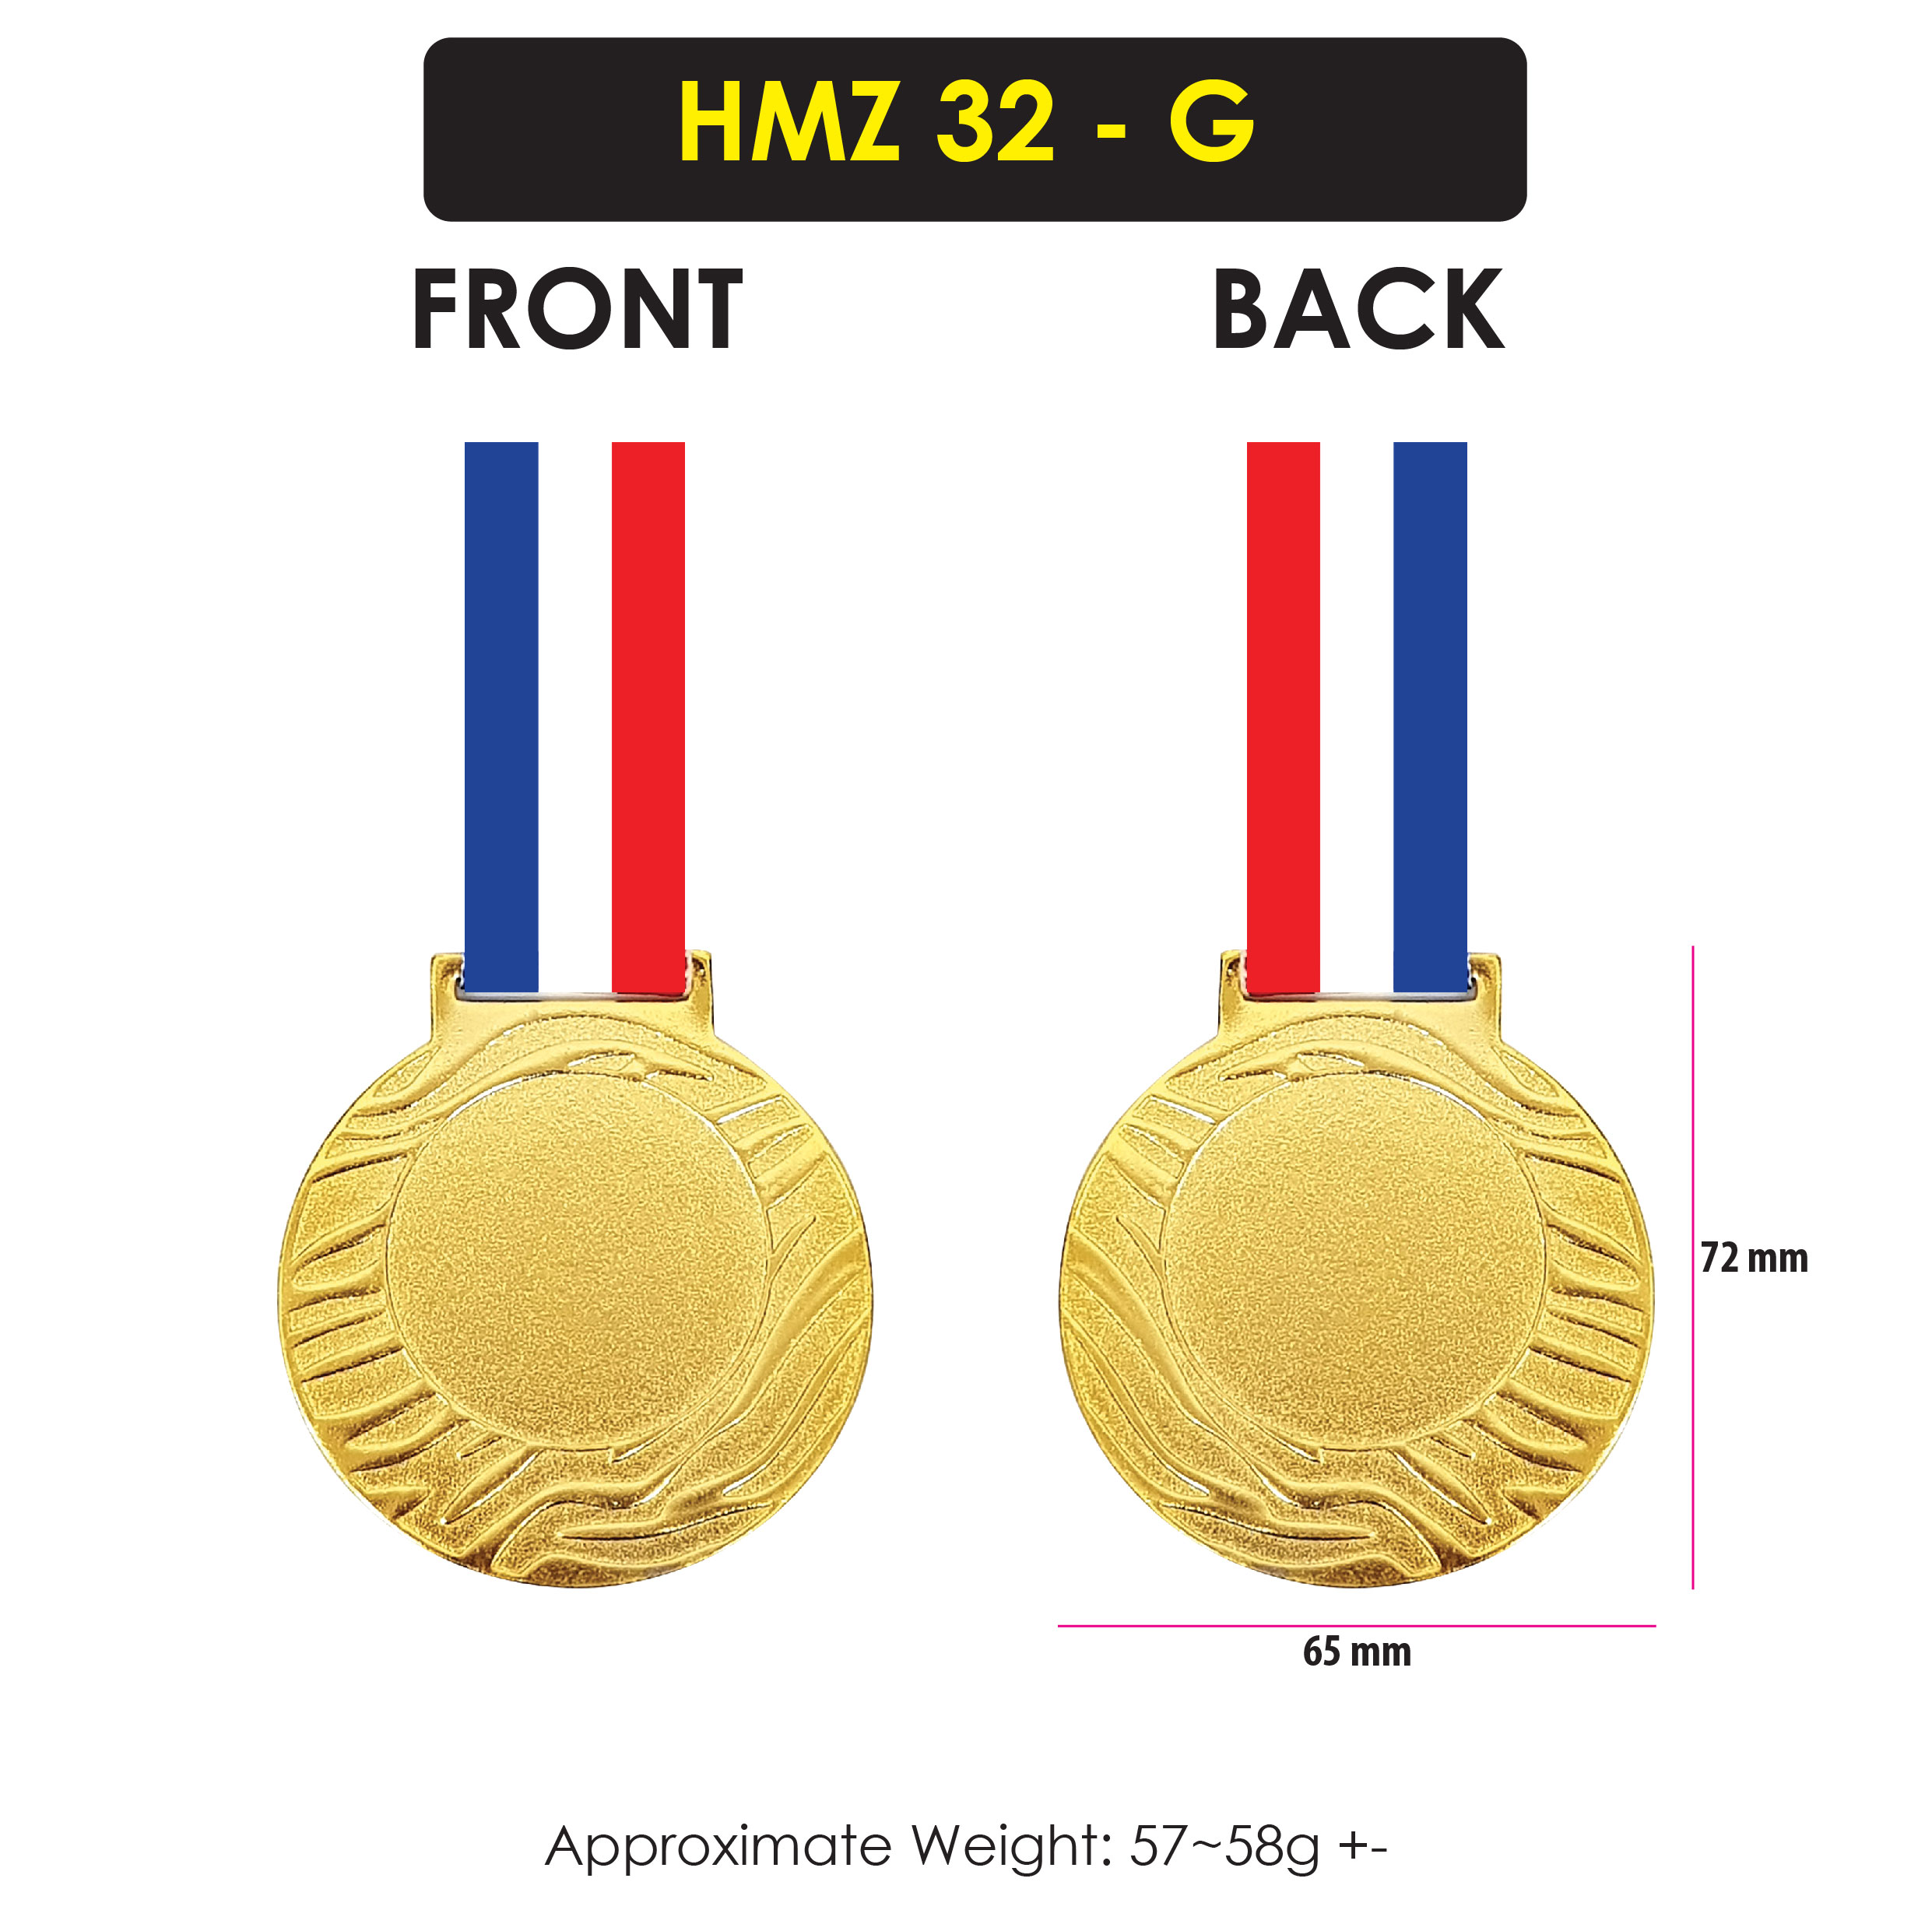 HMZ 32 - G
FRONT
BACK
72 mm
65 mm
Approximate Weight: 57~58g +-